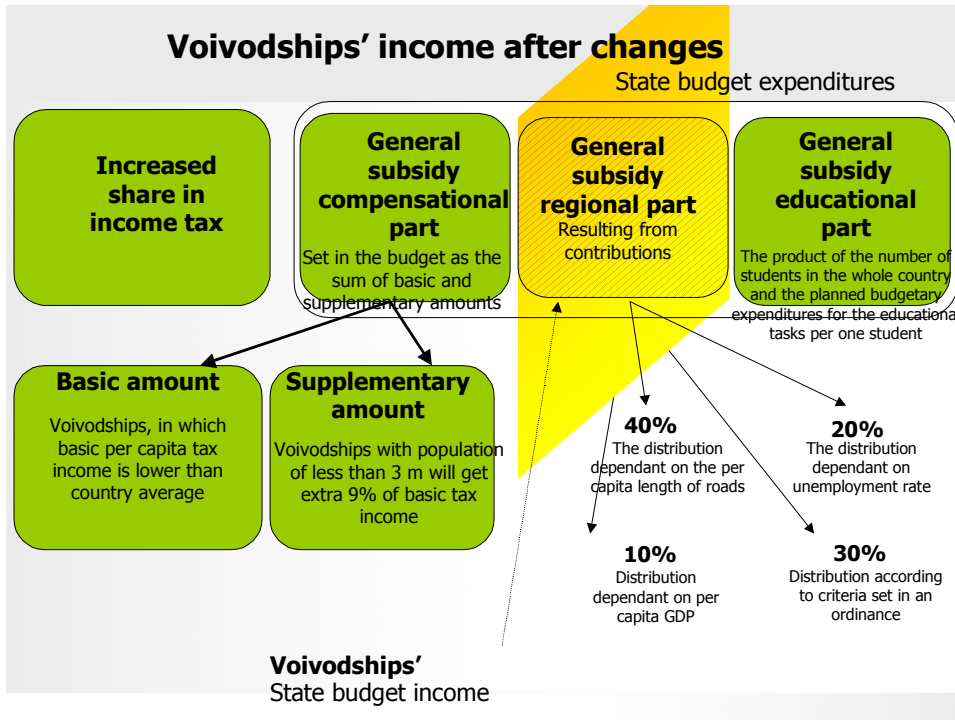 Voivodships’ income after changes
State budget expenditures
Increased
share in
income tax
General
subsidy
compensational
part
Set in the budget as the
sum of basic and
supplementary amounts
General
subsidy
regional part
Resulting from
contributions
General
subsidy
educational
part
The product of the number of
students in the whole country
and the planned budgetary
expenditures for the educationa
tasks per one student
Basic amount
Voivodships, in which
basic per capita tax
income is lower than
country average
Supplementary
amount
Voivodships with population
of less than 3 m will get
extra 9% of basic tax
income
40%
The distribution
dependant on the per
capita length of roads
20%
The distribution
dependant on
unemployment rate
10%
Distribution
dependant on per
capita GDP
30%
Distribution according
to criteria set in an
ordinance
Voivodships’
State budget income